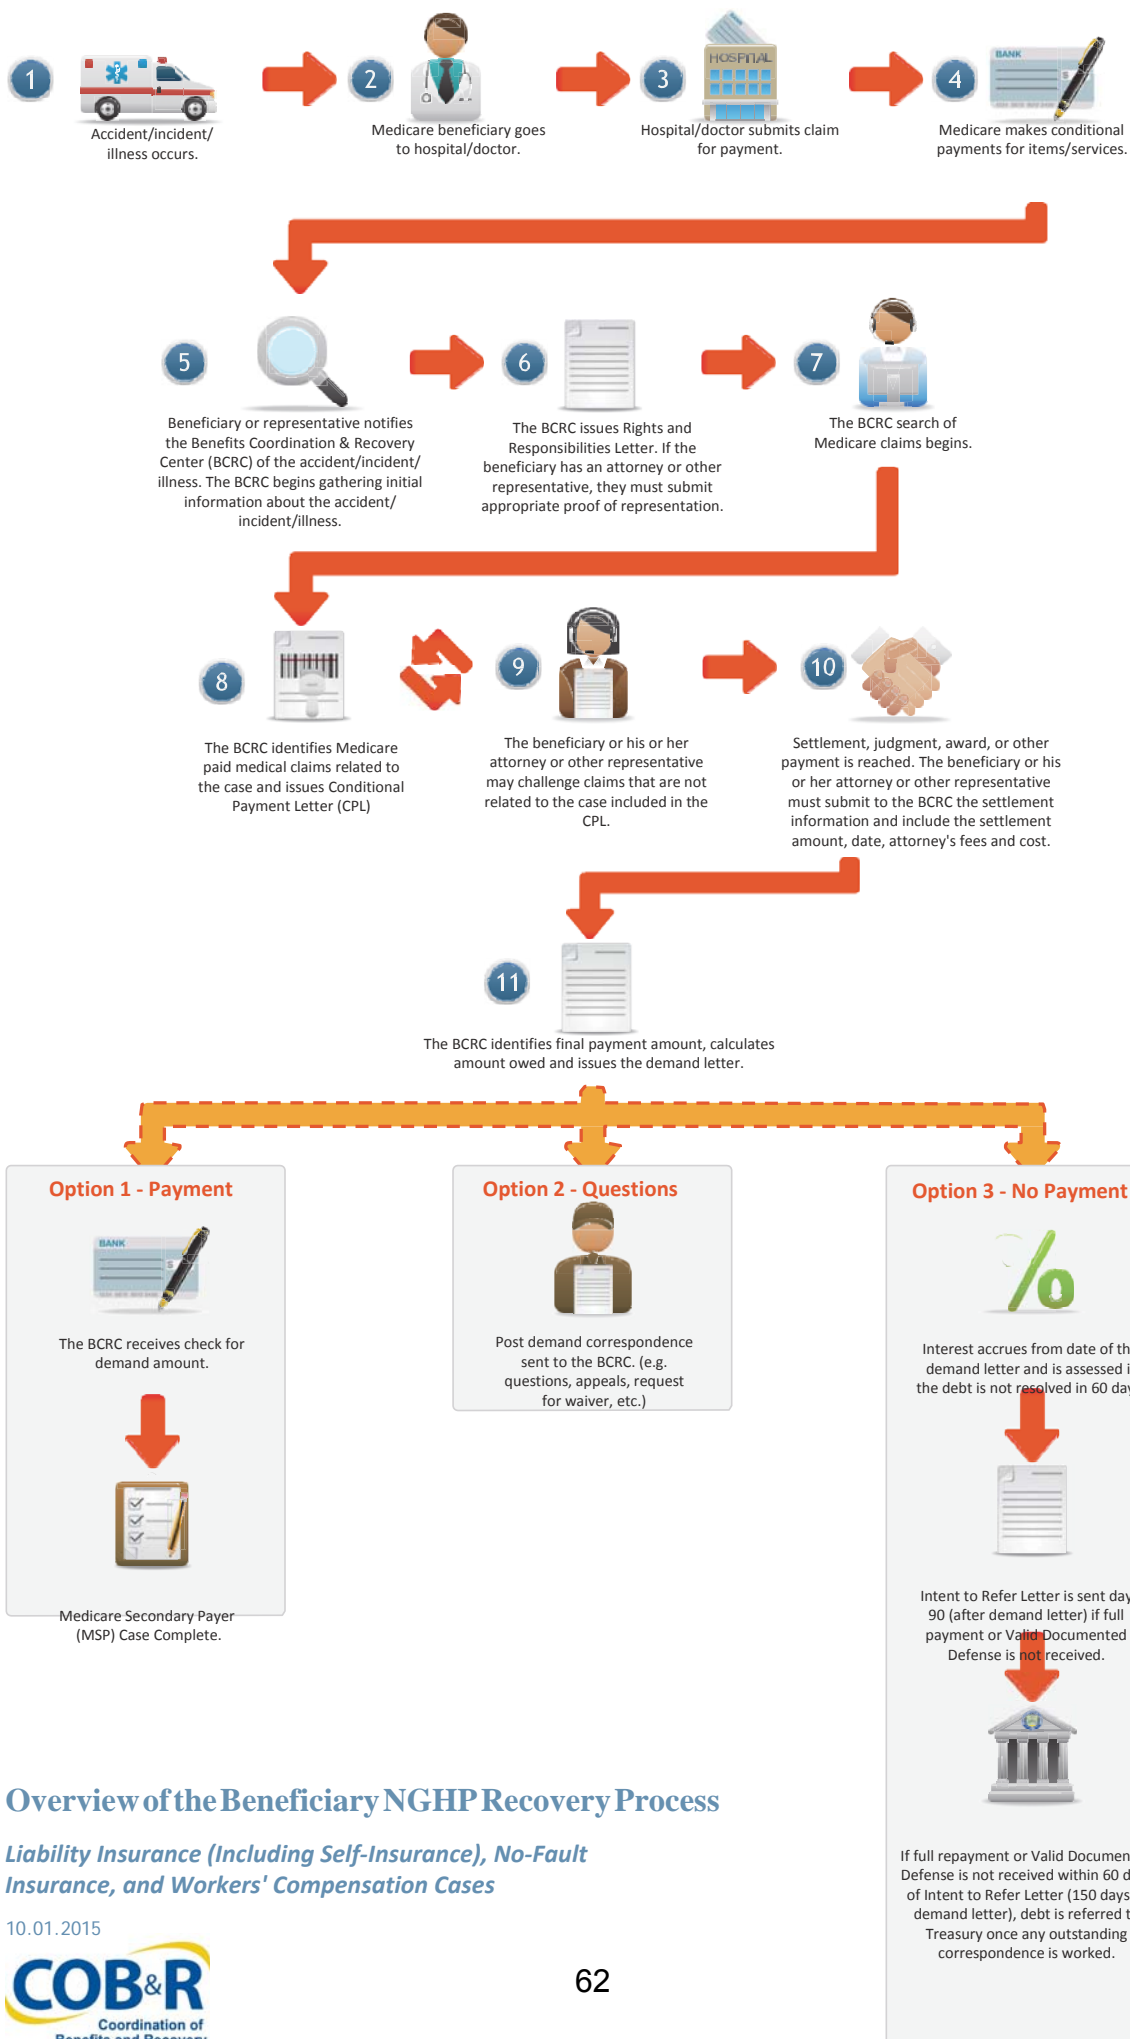 1
Accident/incident/
illness occurs.
2
Medicare beneficiary goes
to hospital/doctor.
HOSPITAL
3
Hospital/doctor submits claim
for payment.
4
BANK
$
Medicare makes conditional
payments for items/services.
5
Beneficiary or representative notifies
the Benefits Coordination & Recovery
Center (BCRC) of the accident/incident/
illness. The BCRC begins gathering initial
information about the accident/
incident/illness.
6
The BCRC issues Rights and
Responsibilities Letter. If the
beneficiary has an attorney or other
representative, they must submit
appropriate proof of representation.
7
The BCRC search of
Medicare claims begins.
8
The BCRC identifies Medicare
paid medical claims related to
the case and issues Conditional
Payment Letter (CPL)
9
The beneficiary or his or her
attorney or other representative
may challenge claims that are not
related to the case included in the
CPL.
10
Settlement, judgment, award, or other
payment is reached. The beneficiary or his
or her attorney or other representative
must submit to the BCRC the settlement
information and include the settlement
amount, date, attorney's fees and cost.
11
The BCRC identifies final payment amount, calculates
amount owed and issues the demand letter.
Option 1 - Payment
BANK
$
The BCRC receives check for
demand amount.
Medicare Secondary Payer
(MSP) Case Complete.
Option 2 - Questions
Post demand correspondence
sent to the BCRC. (e.g.
questions, appeals, request
for waiver, etc.)
Option 3 - No Payment
%
Interest accrues from date of
demand letter and is assessed
the debt is not resolved in 60
Intent to Refer Letter is sent day
90 (after demand letter) if full
payment or Valid Documented
Defense is not received.
If full repayment or Valid
Defense is not received within 60
of Intent to Refer Letter (150 days
demand letter), debt is referred
Treasury once any outstanding
correspondence is worked.
Overview of the Beneficiary NGHP Recovery Process
Liability Insurance (Including Self-Insurance), No-Fault
Insurance, and Workers' Compensation Cases
10.01.2015
COB&R
Coordination of
Benefits and Recovery
62